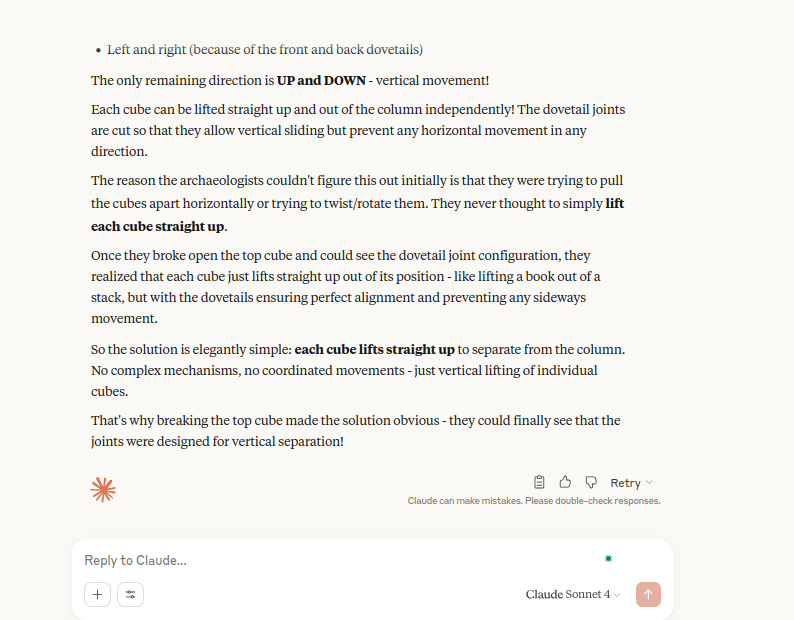 • Left and right (because of the front and back dovetails)
The only remaining direction is UP and DOWN - vertical movement!
Each cube can be lifted straight up and out of the column independently! The dovetail joints
are cut so that they allow vertical sliding but prevent any horizontal movement in any
direction.
The reason the archaeologists couldn't figure this out initially is that they were trying to pull
the cubes apart horizontally or trying to twist/rotate them. They never thought to simply lift
each cube straight up.
Once they broke open the top cube and could see the dovetail joint configuration, they
realized that each cube just lifts straight up out of its position - like lifting a book out of a
stack, but with the dovetails ensuring perfect alignment and preventing any sideways
movement.
So the solution is elegantly simple: each cube lifts straight up to separate from the column.
No complex mechanisms, no coordinated movements - just vertical lifting of individual
cubes.
That's why breaking the top cube made the solution obvious - they could finally see that the
joints were designed for vertical separation!
Retry
Claude can make mistakes. Please double-check responses.
Reply to Claude...
Claude Sonnet 4